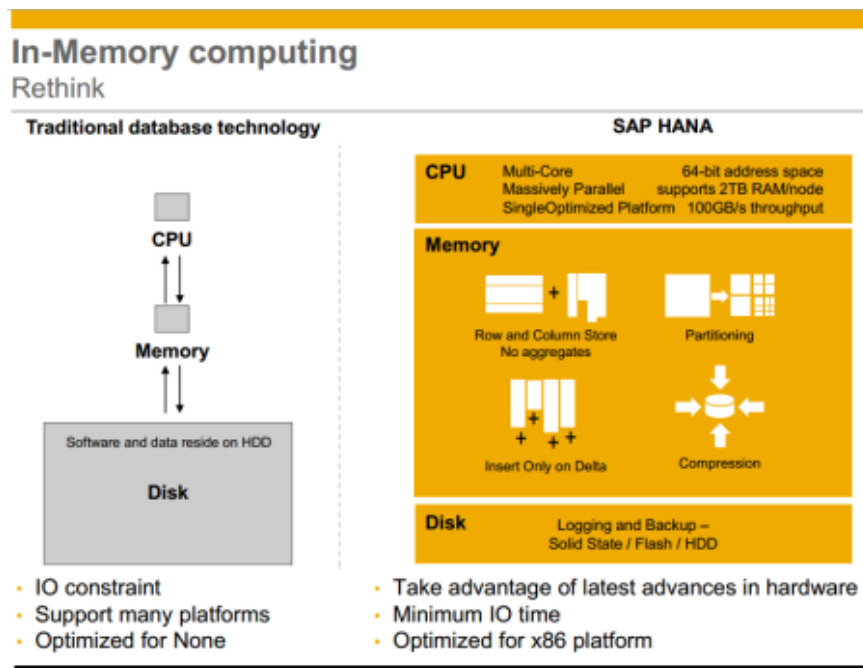 In-Memory computing
Rethink
Traditional database technology
CPU
Memory
Software and data reside on HDD
Disk
• IO constraint
• Support many platforms
• Optimized for None
SAP HANA
CPU
Multi-Core 64-bit address space
Massively Parallel supports 2TB RAM/node
SingleOptimized Platform 100GB/s throughput
Memory
+
Row and Column Store
No aggregates
Partitioning
+ + + +
Insert Only on Delta
Compression
Disk
Logging and Backup –
Solid State / Flash / HDD
• Take advantage of latest advances in hardware
• Minimum IO time
• Optimized for x86 platform